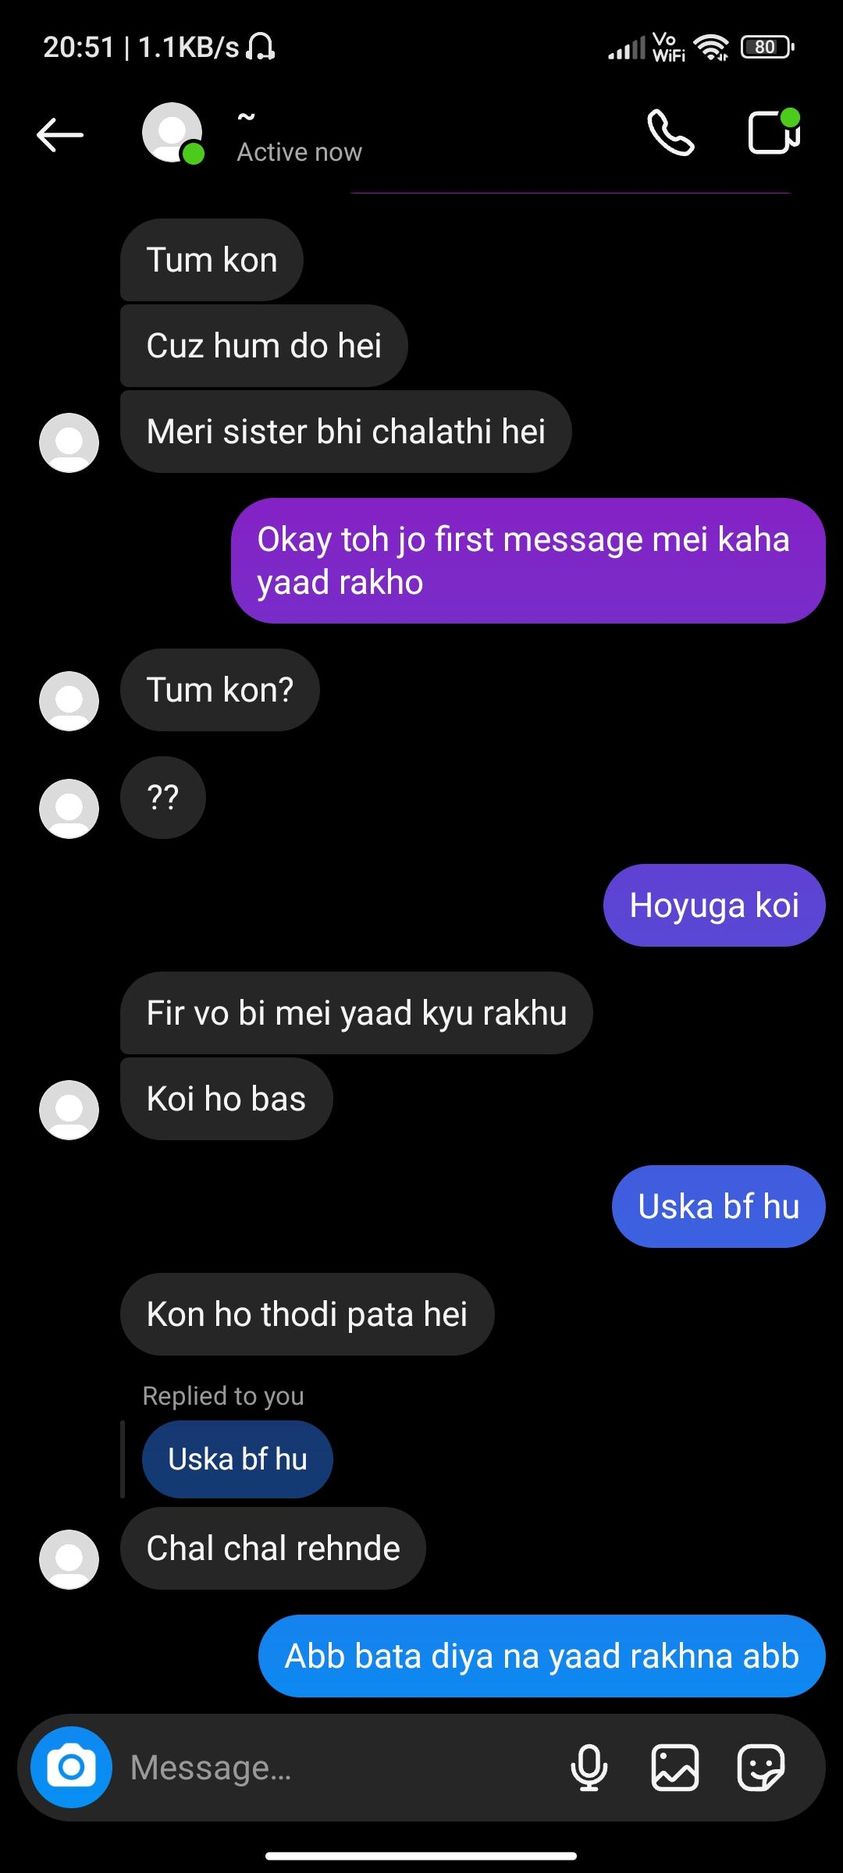 20:51 | 1.1KB/s
Vo
WiFi
80
~
Active now
Tum kon
Cuz hum do hei
Meri sister bhi chalathi hei
Okay toh jo first message mei kaha
yaad rakho
Tum kon?
??
Hoyuga koi
Fir vo bi mei yaad kyu rakhu
Koi ho bas
Uska bf hu
Kon ho thodi pata hei
Replied to you
Uska bf hu
Chal chal rehnde
Abb bata diya na yaad rakhna abb
Message...